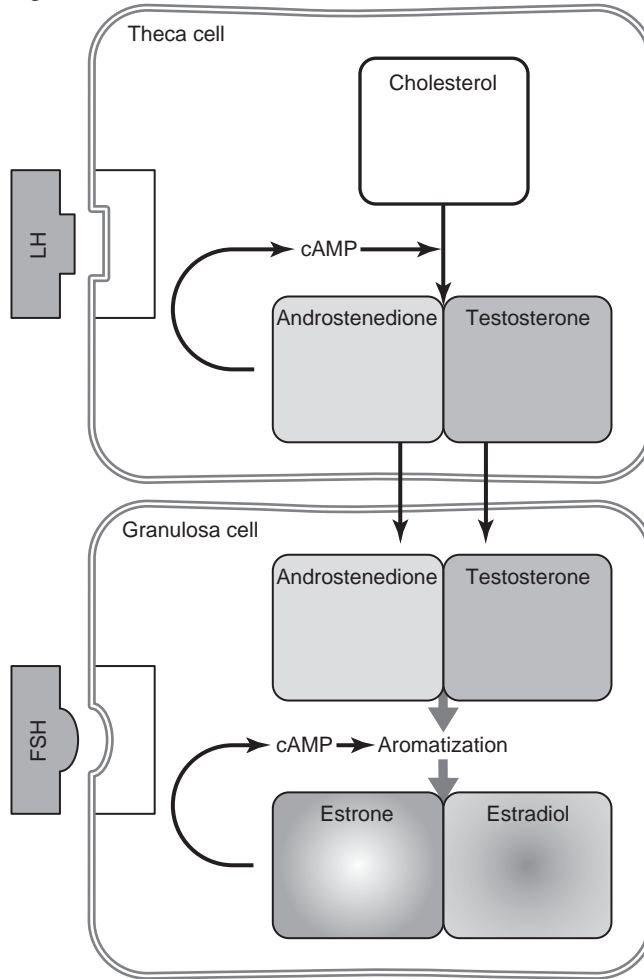 Theca cell
Cholesterol
LH
cAMP
Androstenedione
Testosterone
Granulosa cell
Androstenedione
Testosterone
FSH
cAMP
Aromatization
Estrone
Estradiol